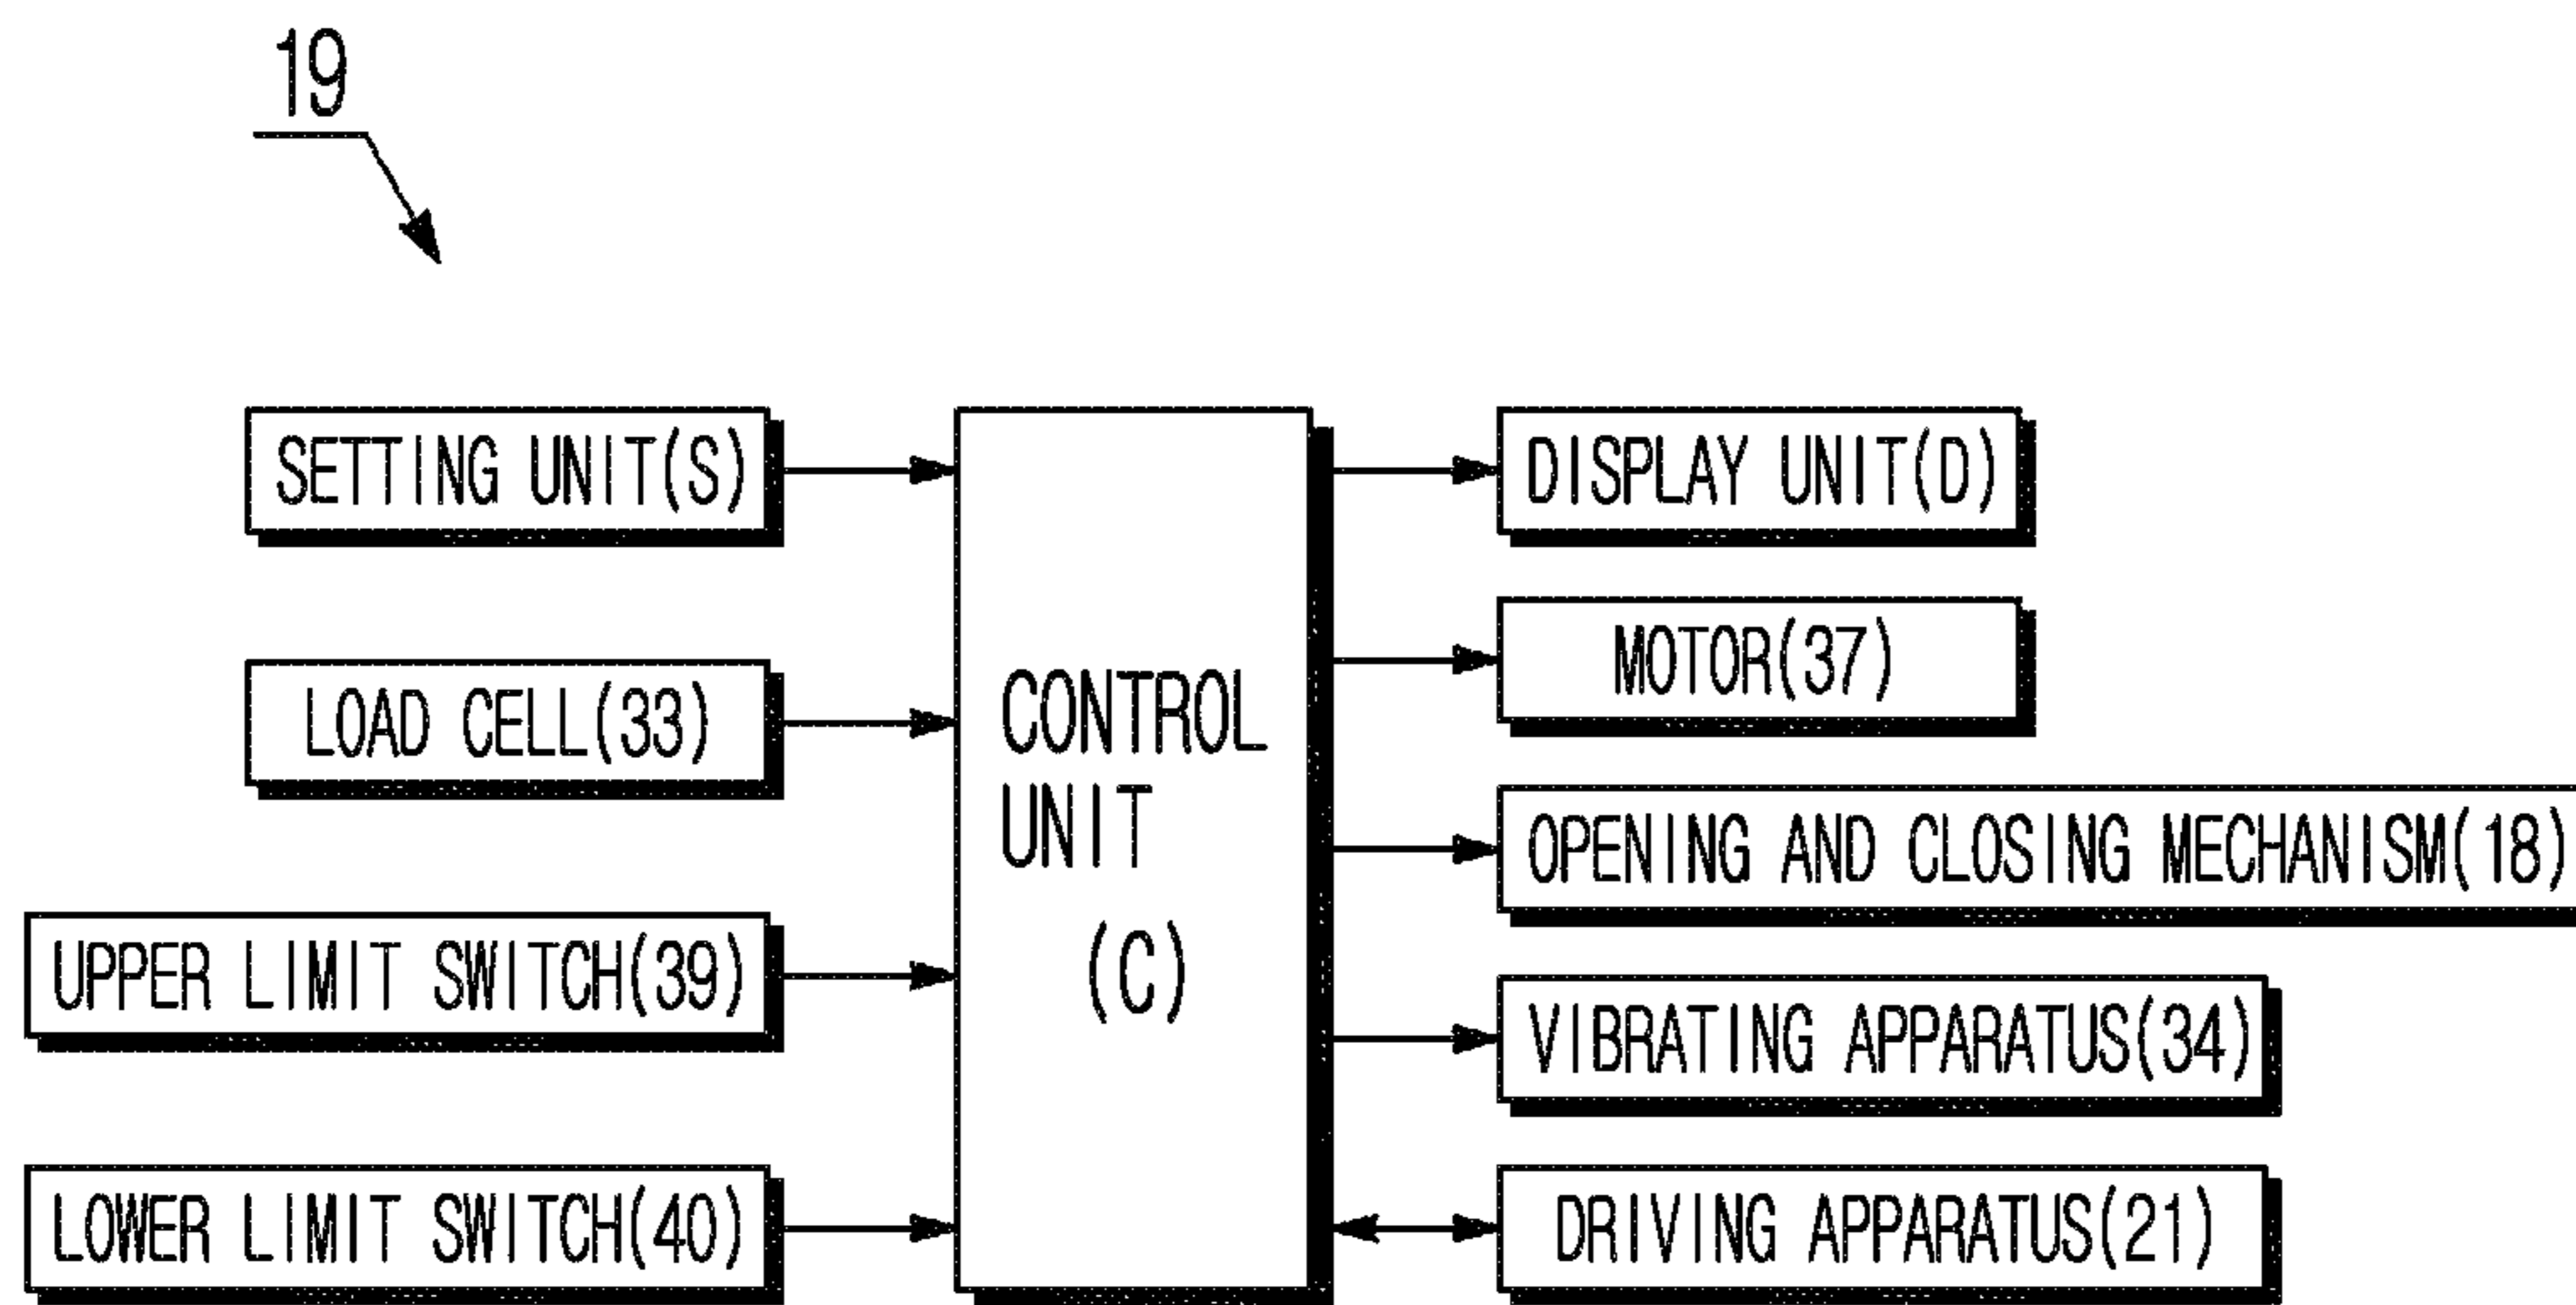 19
SETTING UNIT(S)
LOAD CELL(33)
UPPER LIMIT SWITCH(39)
LOWER LIMIT SWITCH(40)
CONTROL
UNIT
(C)
DISPLAY UNIT(D)
MOTOR(37)
OPENING AND CLOSING MECHANISM(18)
VIBRATING APPARATUS(34)
DRIVING APPARATUS(21)